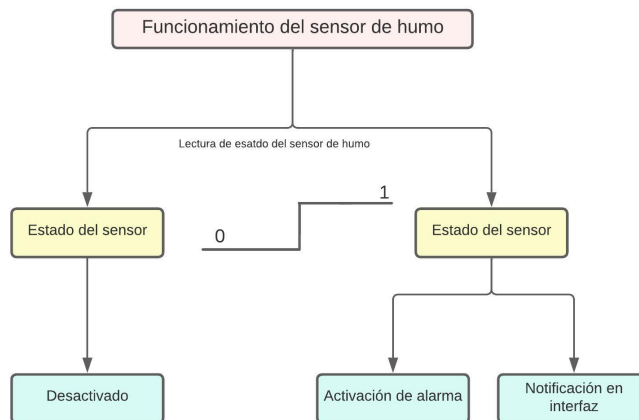 Funcionamiento del sensor de humo
Lectura de esatdo del sensor de humo
Estado del sensor
0
1
Estado del sensor
Desactivado
Activación de alarma
Notificación en
interfaz